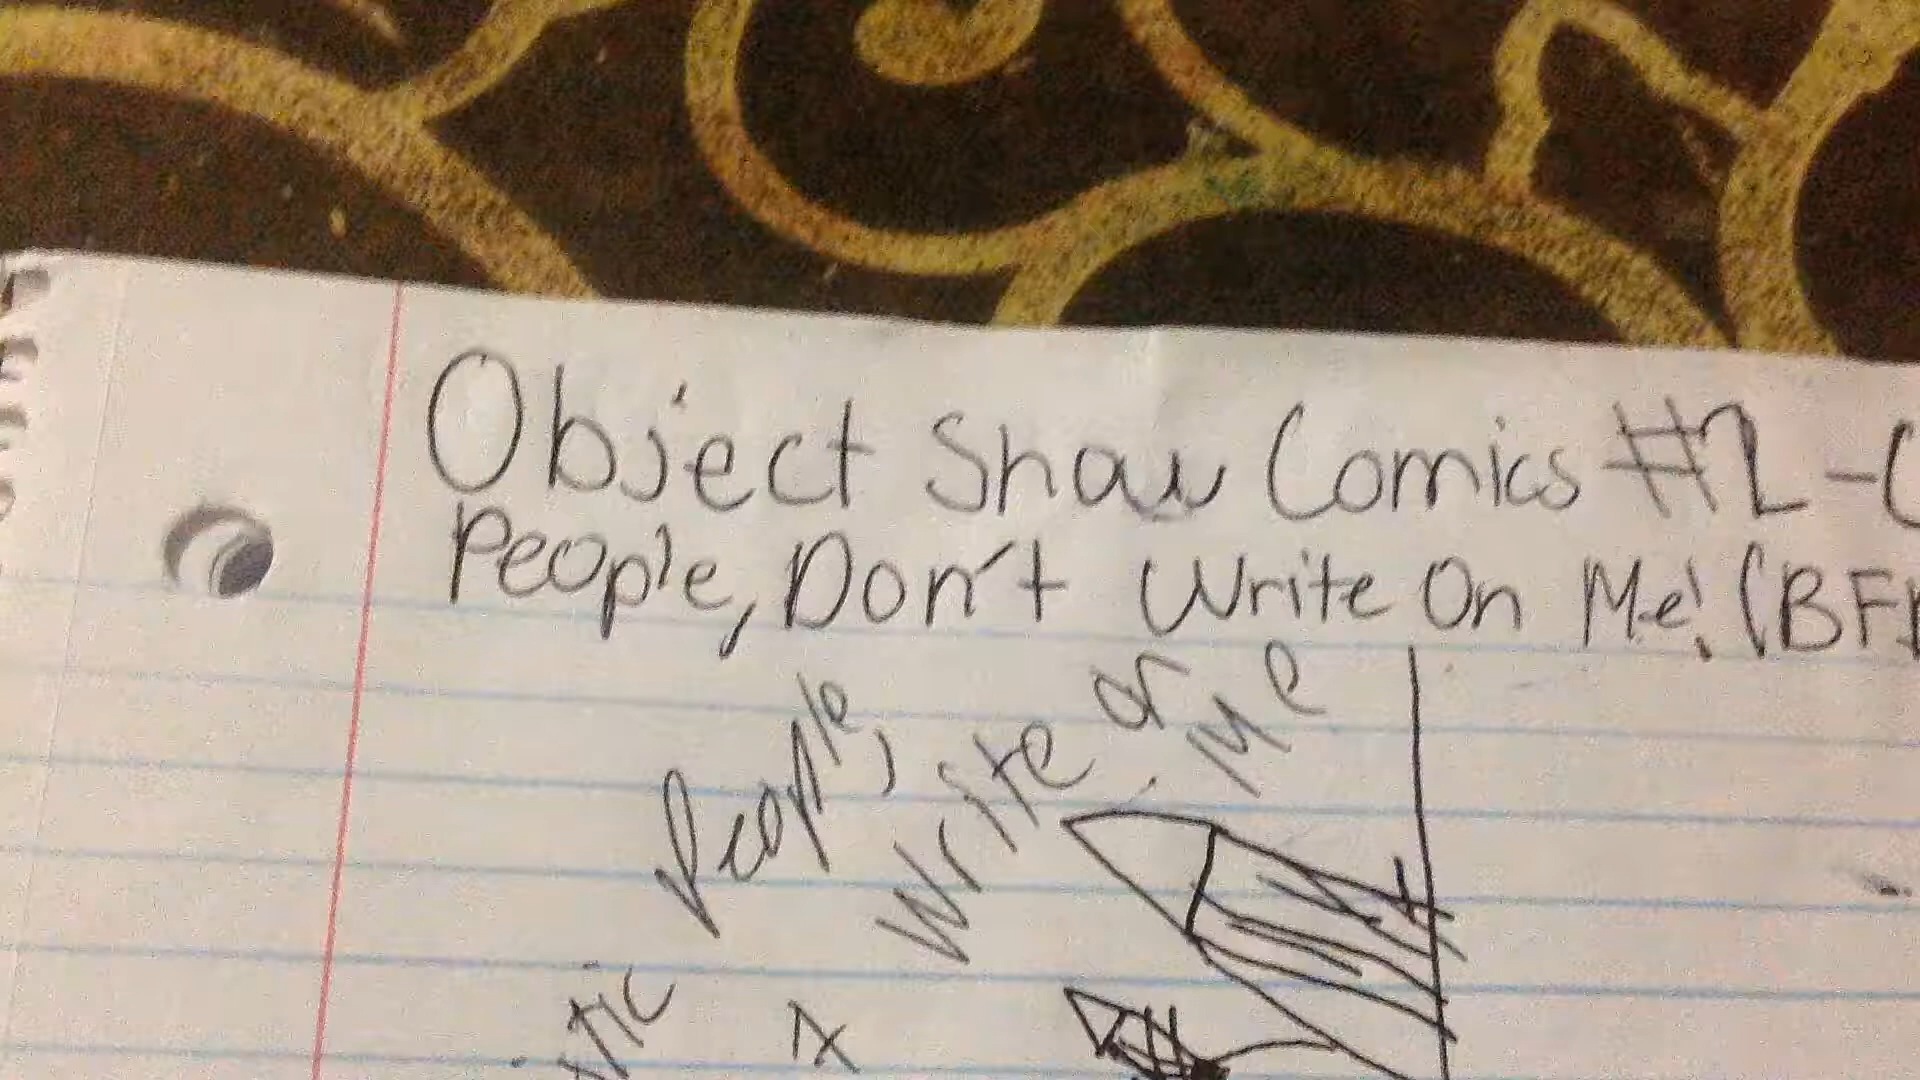 Object Show Comics #2 -
People, Don't Write On Me! (BF
People,
Write on
Me
A